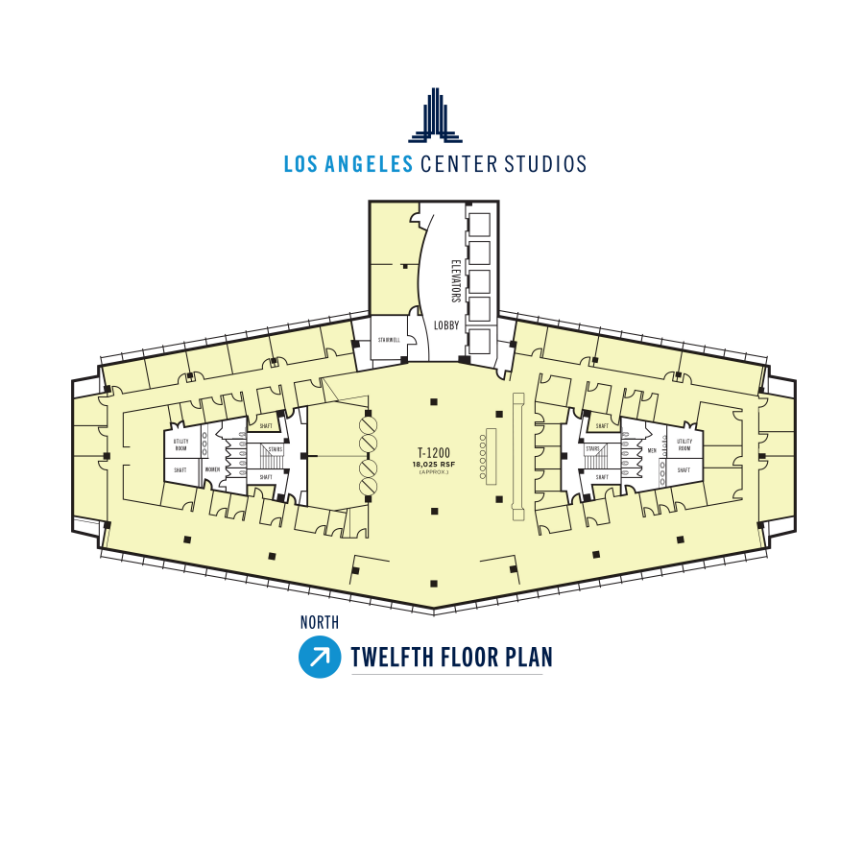 LOS ANGELES CENTER STUDIOS
ELEVATORS
LOBBY
STAIRWELL
SHAFT
STAIRS
SHAFT
UTILITY
ROOM
SHAFT
WOMEN
T-1200
18,025 RSF
(APPROX.)
SHAFT
STAIRS
SHAFT
MEN
UTILITY
ROOM
SHAFT
NORTH
TWELFTH FLOOR PLAN